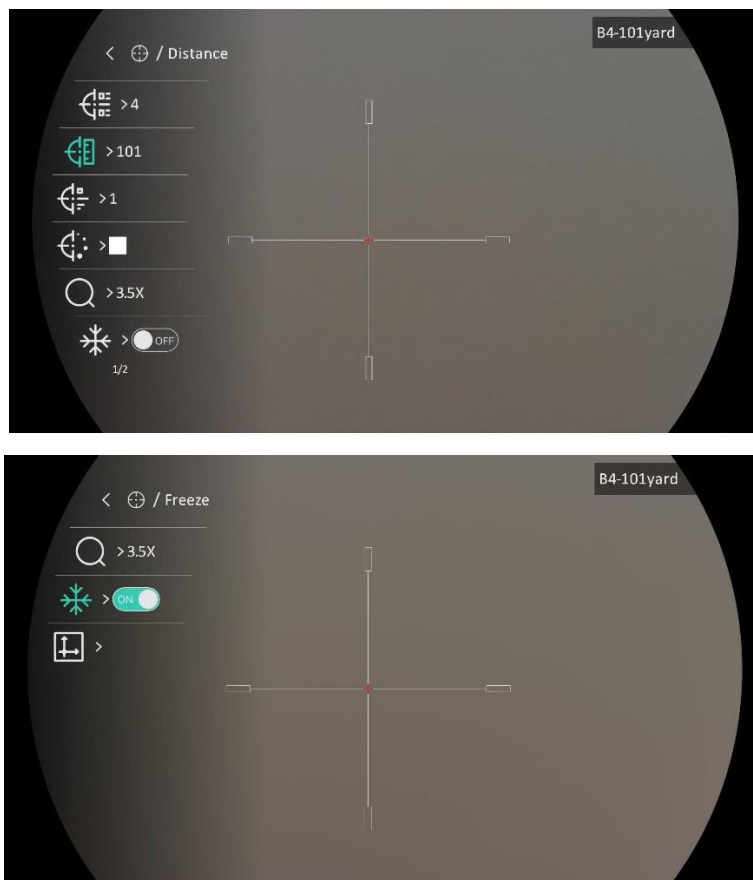 B4-101yard
< / Distance
>4
>101
>1
>
>3.5X
> OFF
1/2
B4-101yard
< / Freeze
>3.5X
> ON
>